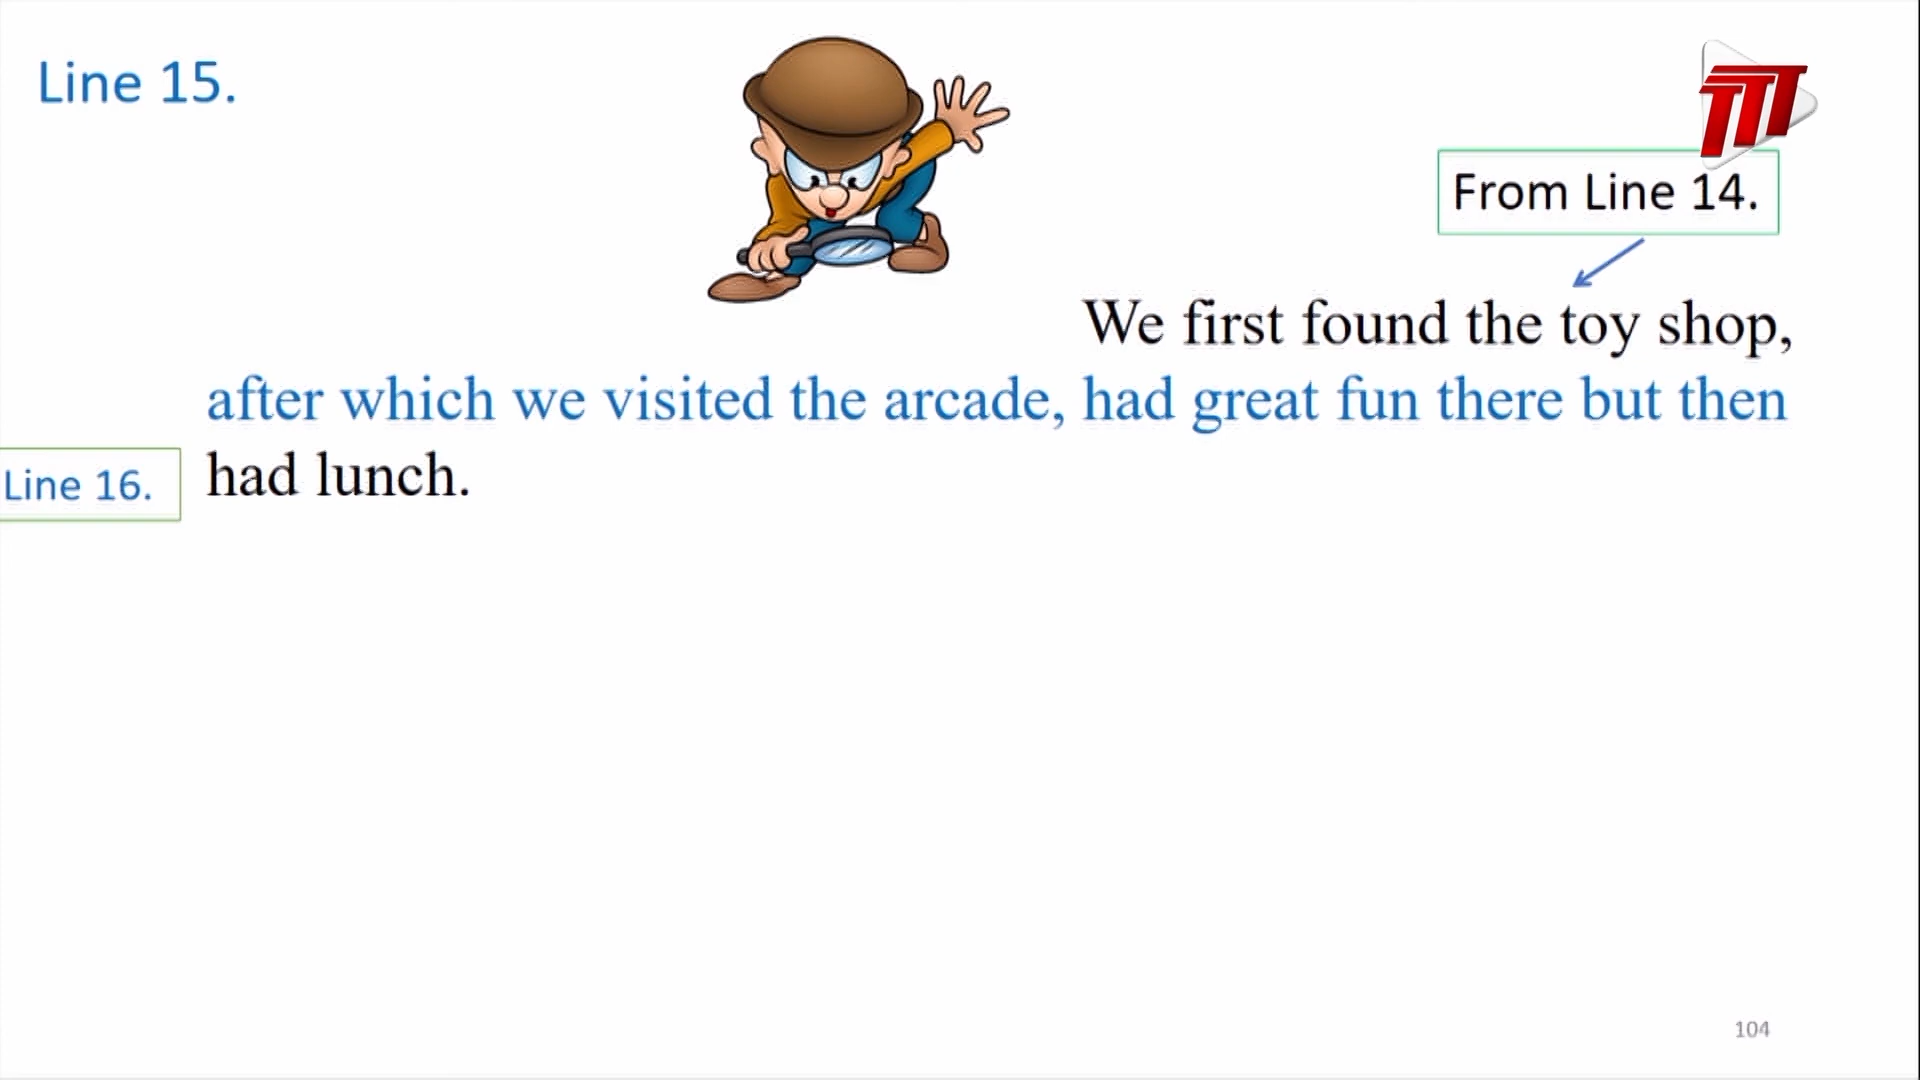 Line 15.
TTT
From Line 14.
We first found the toy shop,
after which we visited the arcade, had great fun there but then
Line 16.
had lunch.
104